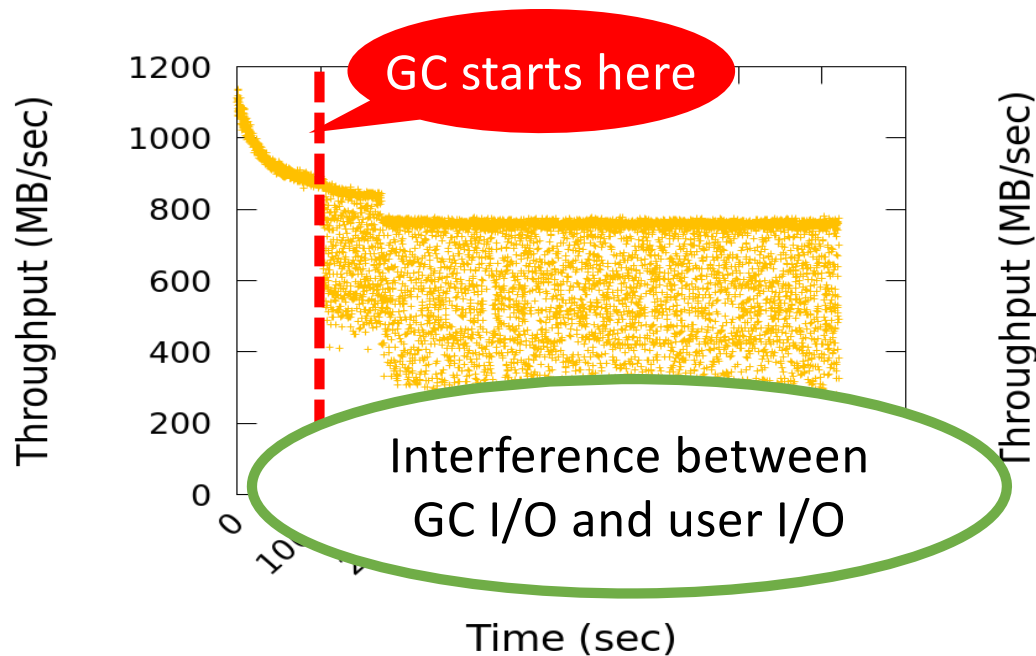 GC starts here
Throughput (MB/sec)
1200
1000
800
600
400
200
0
0
Interference between
GC I/O and user I/O
Time (sec)
Throughput (MB/sec)